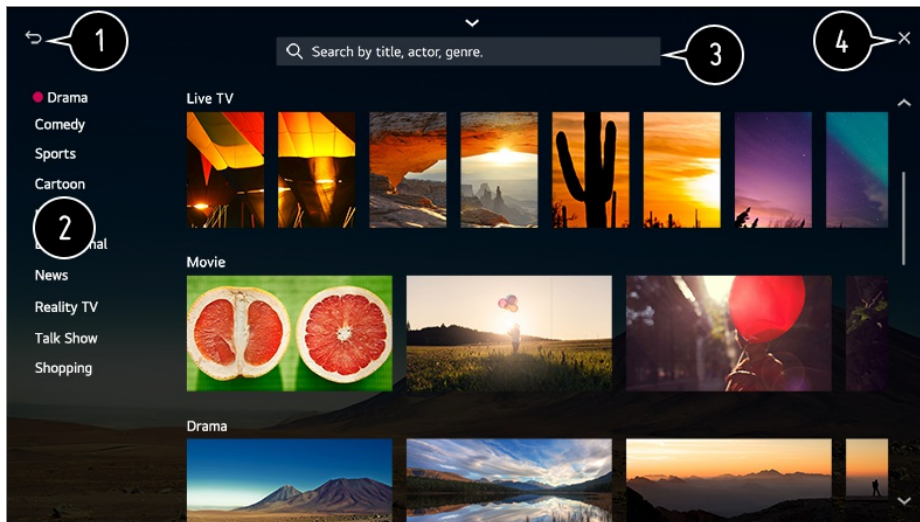 1
3
4
Search by title, actor, genre.
Drama
Comedy
Sports
Cartoon
2
nal
News
Reality TV
Talk Show
Shopping
Live TV
Movie
Drama